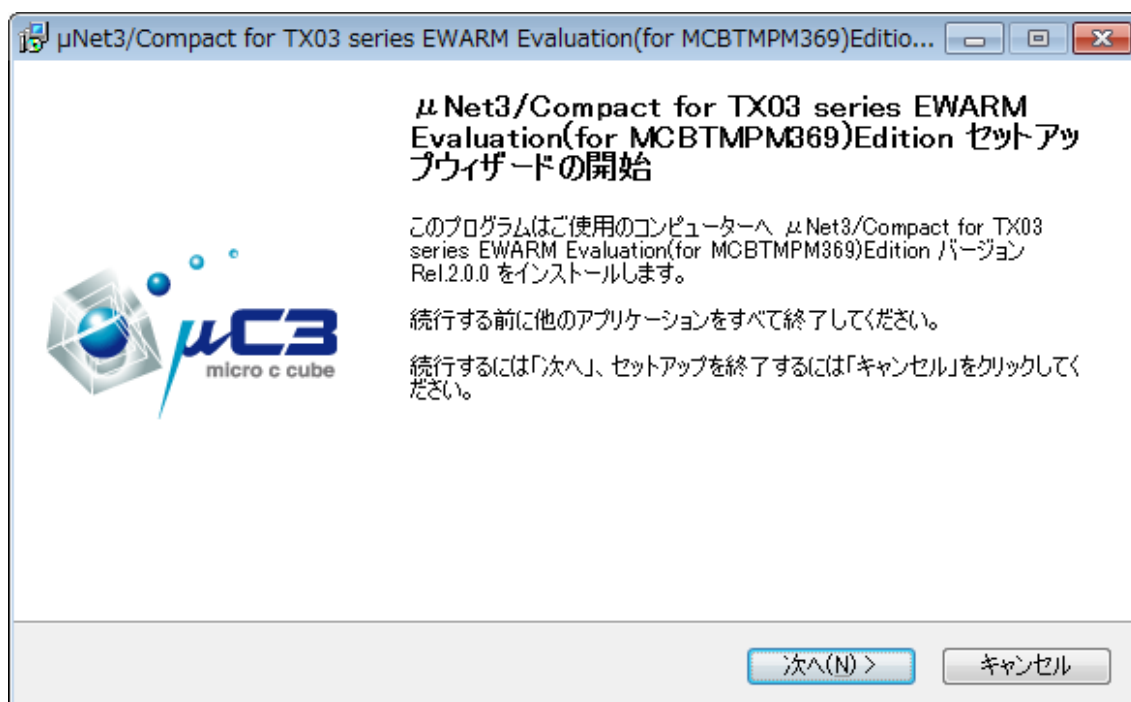 μNet3/Compact for TX03 series EWARM Evaluation(for MCBTMPM369)Editio...
μNet3/Compact for TX03 series EWARM
Evaluation(for MCBTMPM369)Edition セットアッ
プウィザードの開始
このプログラムはご使用のコンピューターへ μNet3/Compact for TX03
series EWARM Evaluation(for MCBTMPM369)Edition バージョン
Rel.2.0.0 をインストールします。
続行する前に他のアプリケーションをすべて終了してください。
続行するには「次へ」、セットアップを終了するには「キャンセル」をクリックしてく
ださい。
μC3
micro c cube
次へ(N) >
キャンセル